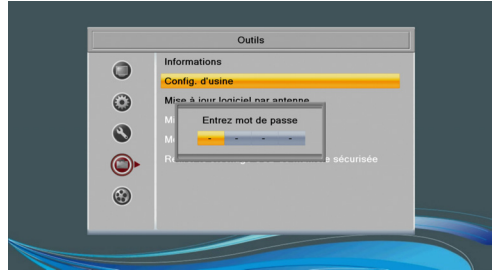 Outils
Informations
Config. d'usine
Mise à jour logiciel par antenne
Entrez mot de passe
- - - -
sécurisée